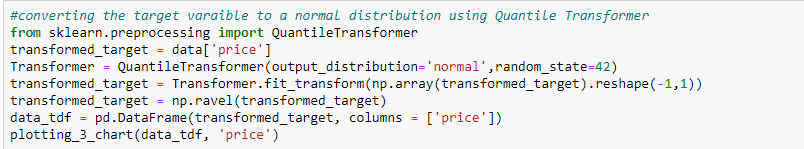 #converting the target varaible to a normal distribution using Quantile Transformer
from sklearn.preprocessing import QuantileTransformer
transformed_target = data['price']
Transformer = QuantileTransformer(output_distribution='normal',random_state=42)
transformed_target = Transformer.fit_transform(np.array(transformed_target).reshape(-1,1))
transformed_target = np.ravel(transformed_target)
data_tdf = pd.DataFrame(transformed_target, columns = ['price'])
plotting_3_chart(data_tdf, 'price')